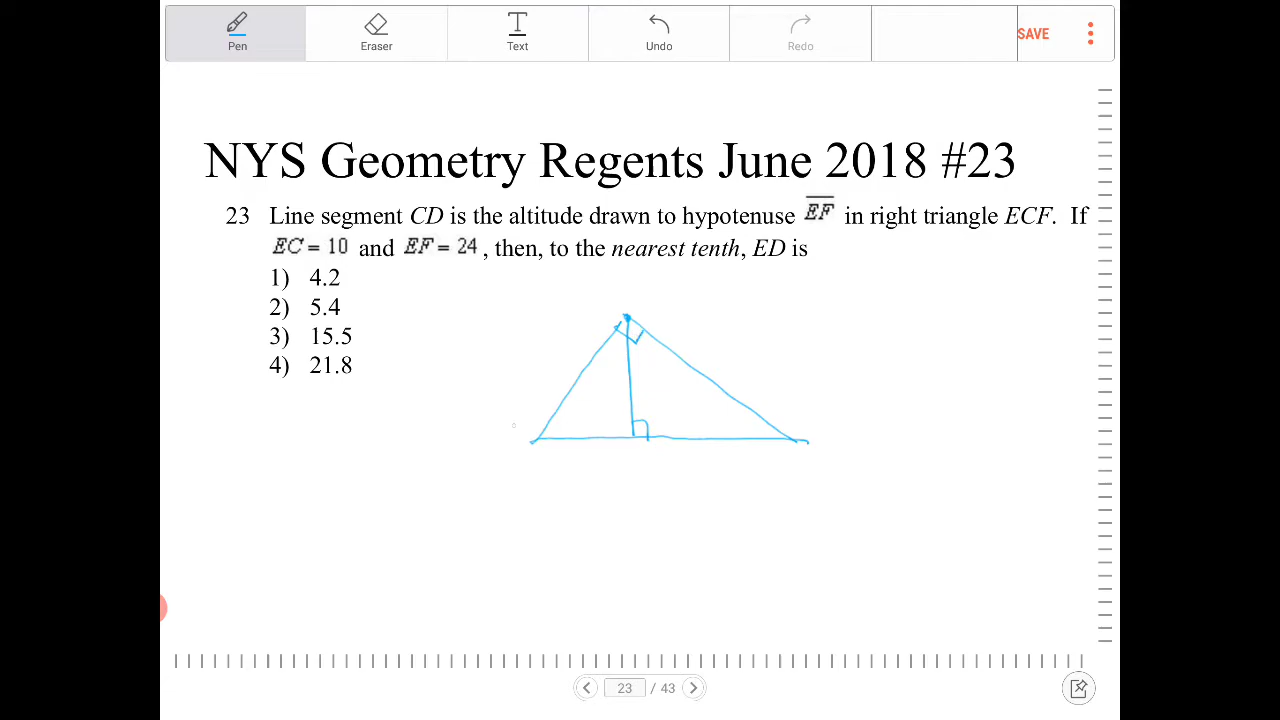 Pen
Eraser
Text
Undo
Redo
SAVE
NYS Geometry Regents June 2018 #23
23 Line segment CD is the altitude drawn to hypotenuse EF in right triangle ECF. If
EC = 10 and EF = 24, then, to the nearest tenth, ED is
1) 4.2
2) 5.4
3) 15.5
4) 21.8
23 / 43